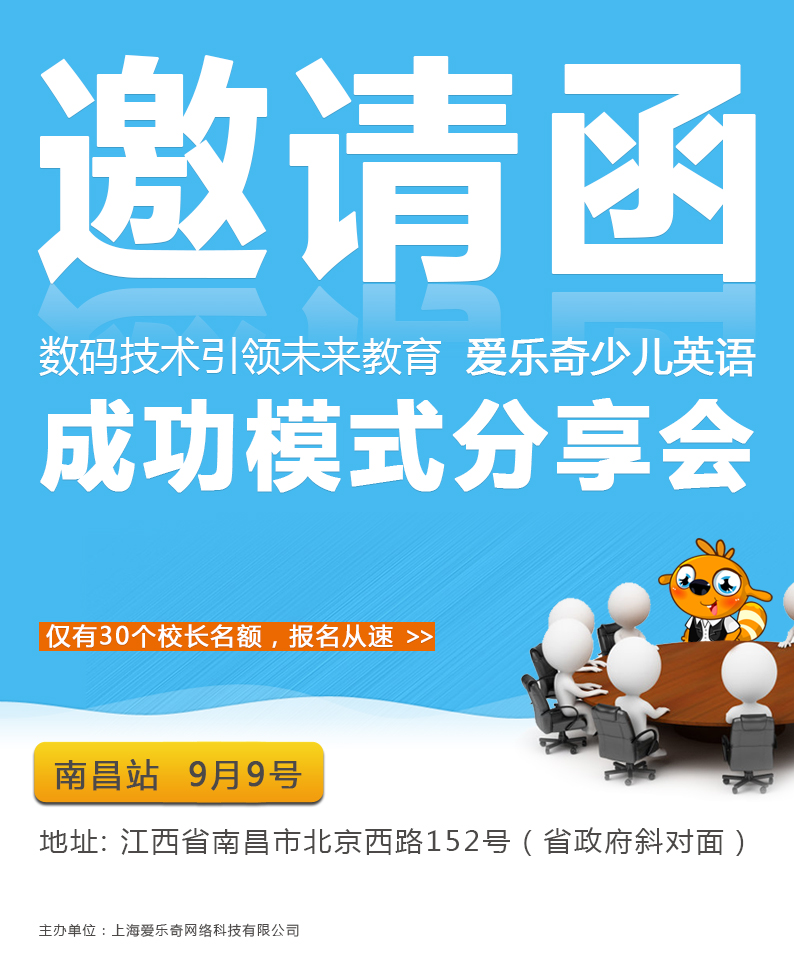 邀请函
数码技术引领未来教育 爱乐奇少儿英语
成功模式分享会
仅有30个校长名额，报名从速 >>
南昌站 9月9号
地址: 江西省南昌市北京西路152号（省政府斜对面）
主办单位：上海爱乐奇网络科技有限公司